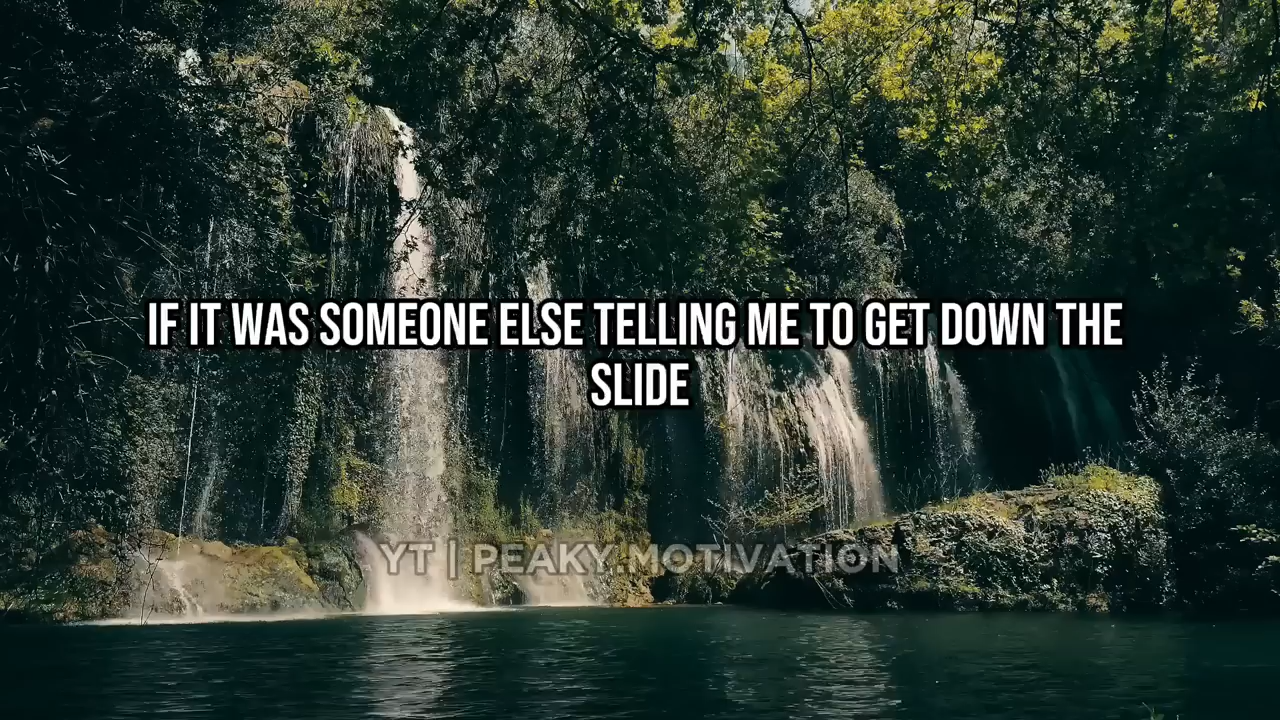 IF IT WAS SOMEONE ELSE TELLING ME TO GET DOWN THE
SLIDE
YT | PEAKY.MOTIVATION